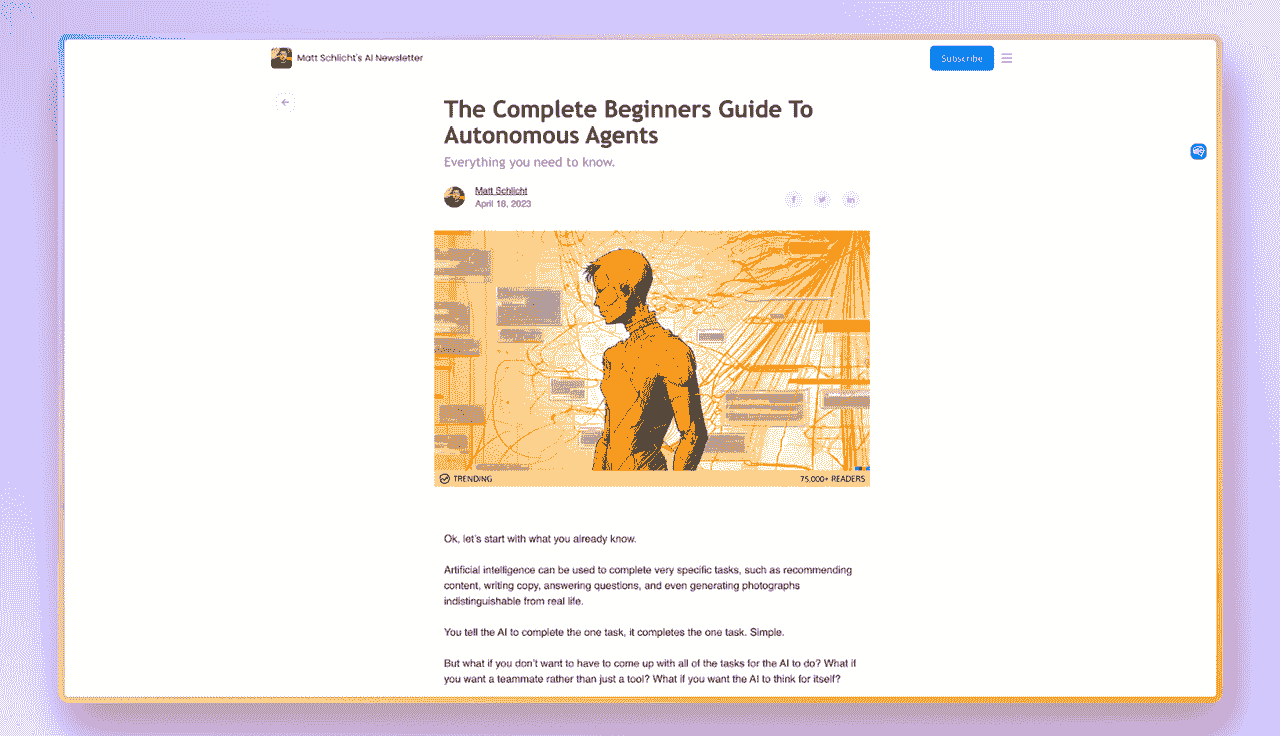 Matt Schlicht's AI Newsletter
Subscribe
The Complete Beginners Guide To
Autonomous Agents
Everything you need to know.
Matt Schlicht
April 18, 2023
TRENDING
75,000+ READERS
Ok, let's start with what you already know.
Artificial intelligence can be used to complete very specific tasks, such as recommending
content, writing copy, answering questions, and even generating photographs
indistinguishable from real life.
You tell the AI to complete the one task, it completes the one task. Simple.
But what if you don't want to have to come up with all of the tasks for the AI to do? What if
you want a teammate rather than just a tool? What if you want the AI to think for itself?